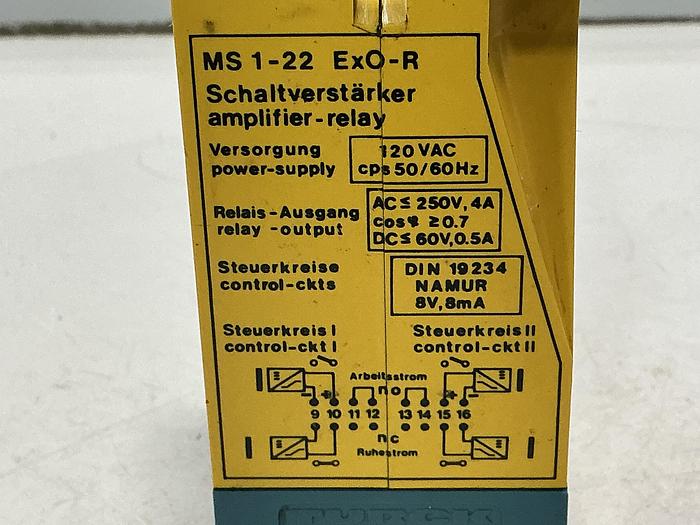 MS 1-22 ExO-R
Schaltverstärker
amplifier-relay
Versorgung
power-supply
120 VAC
cps 50/60Hz
Relais-Ausgang
relay -output
AC ≤ 250V, 4A
cos φ ≥ 0.7
DC ≤ 60V, 0.5A
Steuerkreise
control-ckts
DIN 19234
NAMUR
8V, 8mA
Steuerkreis I
control-ckt I
Steuerkreis II
control-ckt II
Arbeitsstrom
no
- + + -
9 10 11 12 13 14 15 16
nc
Ruhestrom
TURCK